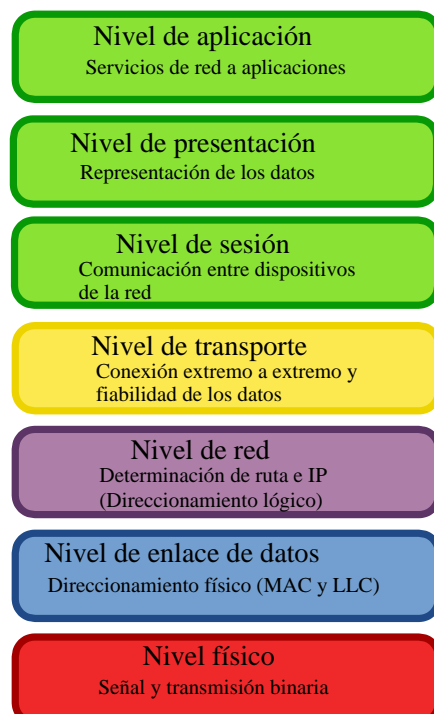 Nivel de aplicación
Servicios de red a aplicaciones
Nivel de presentación
Representación de los datos
Nivel de sesión
Comunicación entre dispositivos
de la red
Nivel de transporte
Conexión extremo a extremo y
fiabilidad de los datos
Nivel de red
Determinación de ruta e IP
(Direccionamiento lógico)
Nivel de enlace de datos
Direccionamiento físico (MAC y LLC)
Nivel físico
Señal y transmisión binaria